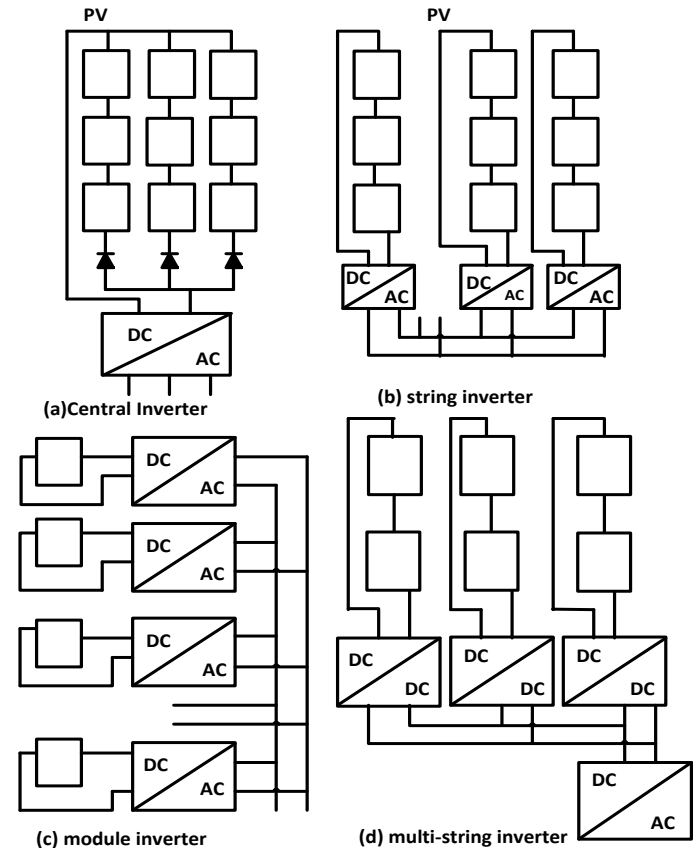 PV
DC
AC
(a)Central Inverter
PV
DC
AC
DC
AC
DC
AC
(b) string inverter
DC
AC
DC
AC
DC
AC
DC
AC
(c) module inverter
DC
DC
DC
DC
DC
DC
DC
AC
(d) multi-string inverter